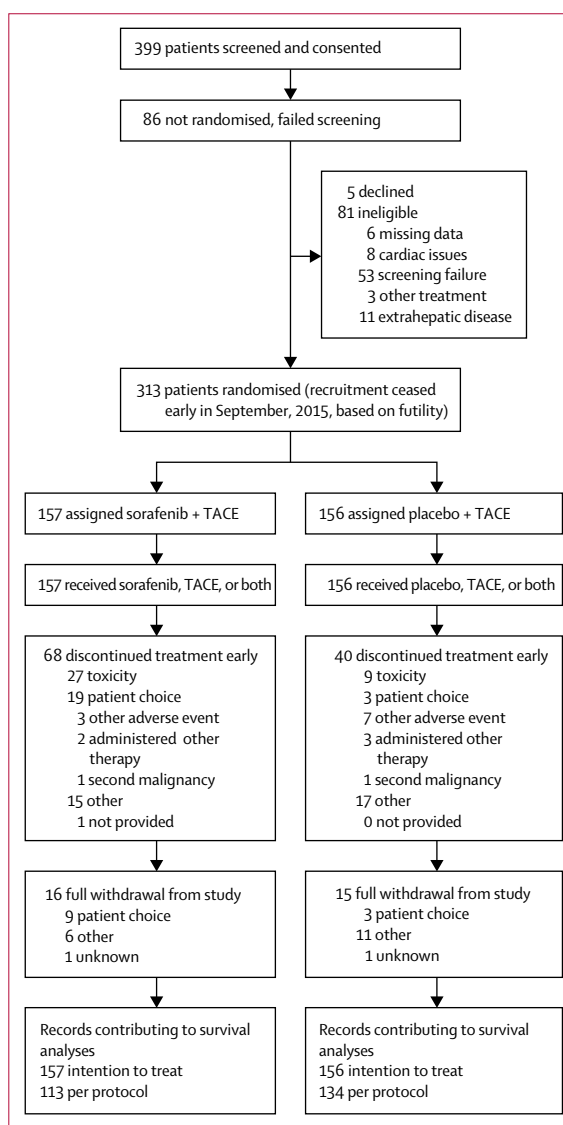 399 patients screened and consented
86 not randomised, failed screening
5 declined
81 ineligible
6 missing data
8 cardiac issues
53 screening failure
3 other treatment
11 extrahepatic disease
313 patients randomised (recruitment ceased
early in September, 2015, based on futility)
157 assigned sorafenib + TACE
156 assigned placebo + TACE
157 received sorafenib, TACE, or both
156 received placebo, TACE, or both
68 discontinued treatment early
27 toxicity
19 patient choice
3 other adverse event
2 administered other
therapy
1 second malignancy
15 other
1 not provided
40 discontinued treatment early
9 toxicity
3 patient choice
7 other adverse event
3 administered other
therapy
1 second malignancy
17 other
0 not provided
16 full withdrawal from study
9 patient choice
6 other
1 unknown
15 full withdrawal from study
3 patient choice
11 other
1 unknown
Records contributing to survival
analyses
157 intention to treat
113 per protocol
Records contributing to survival
analyses
156 intention to treat
134 per protocol